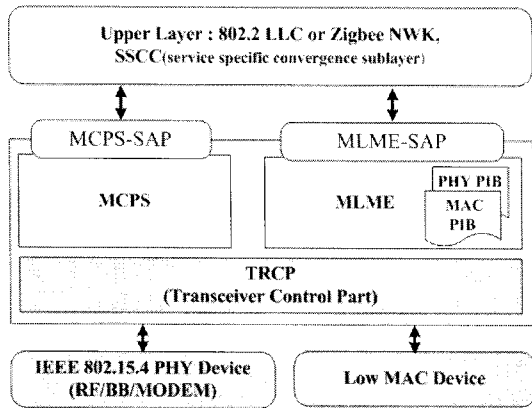 Upper Layer : 802.2 LLC or Zigbee NWK,
SSCC(service specific convergence sublayer)
MCPS-SAP
MLME-SAP
MCPS
MLME
PHY PIB
MAC
PIB
TRCP
(Transceiver Control Part)
IEEE 802.15.4 PHY Device
(RF/BB/MODEM)
Low MAC Device